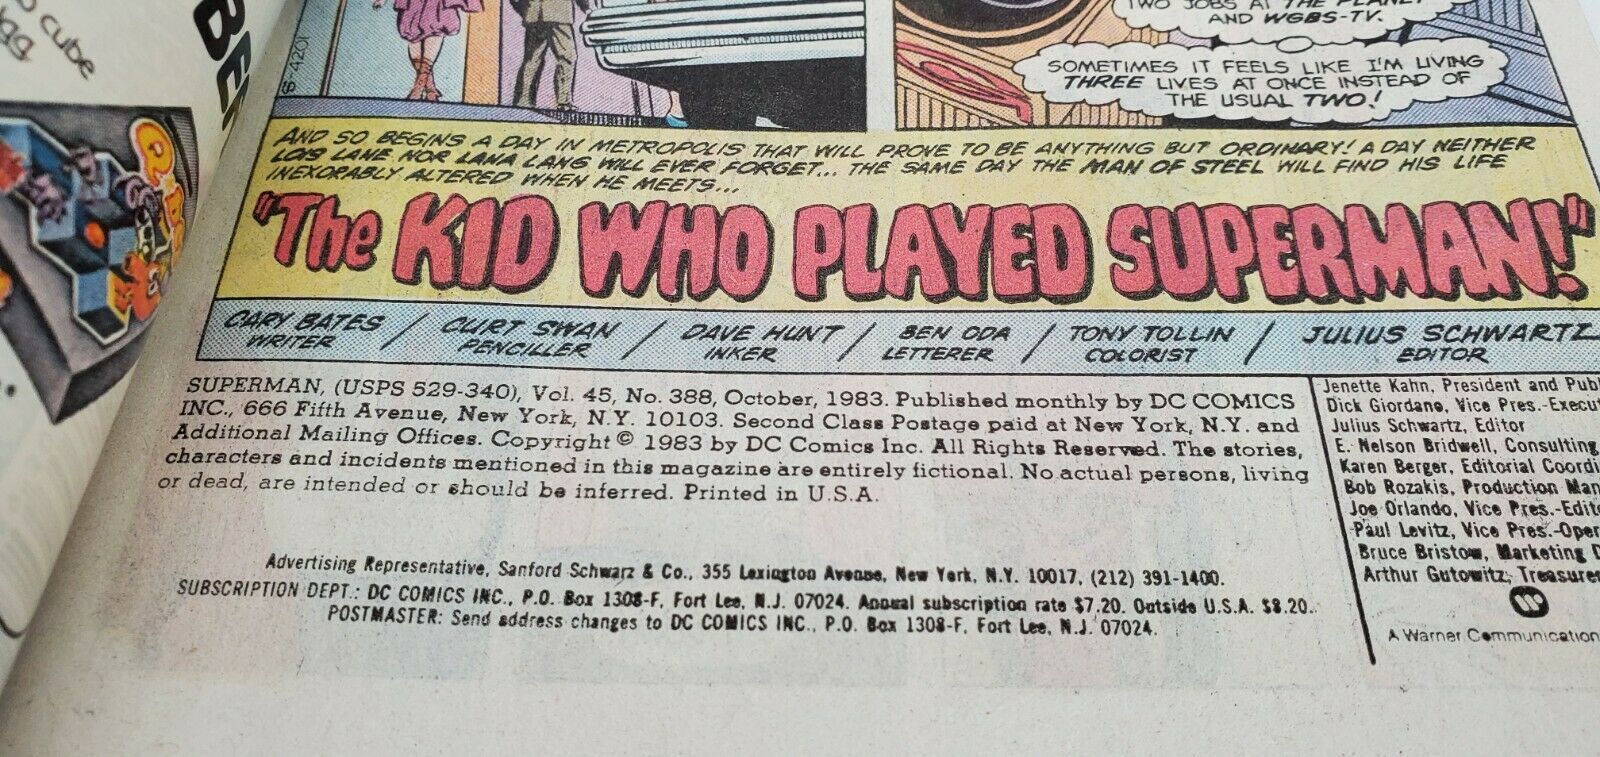 cube
BE
S 4201
TWO JOBS AT THE PLANET
AND WGBS-TV.
SOMETIMES IT FEELS LIKE I'M LIVING
THREE LIVES AT ONCE INSTEAD OF
THE USUAL TWO!
AND SO BEGINS A DAY IN METROPOLIS THAT WILL PROVE TO BE ANYTHING BUT ORDINARY! A DAY NEITHER
LOIS LANE NOR LANA LANG WILL EVER FORGET... THE SAME DAY THE MAN OF STEEL WILL FIND HIS LIFE
INEXORABLY ALTERED WHEN HE MEETS...
"The KID WHO PLAYED SUPERMAN!"
CARY BATES / CURT SWAN / DAVE HUNT / BEN ODA / TONY TOLLIN / JULIUS SCHWARTZ
WRITER PENCILLER INKER LETTERER COLORIST EDITOR
SUPERMAN, (USPS 529-340), Vol. 45, No. 388, October, 1983. Published monthly by DC COMICS
INC., 666 Fifth Avenue, New York, N.Y. 10103. Second Class Postage paid at New York, N.Y. and
Additional Mailing Offices. Copyright © 1983 by DC Comics Inc. All Rights Reserved. The stories,
characters and incidents mentioned in this magazine are entirely fictional. No actual persons, living
or dead, are intended or should be inferred. Printed in U.S.A.
Advertising Representative, Sanford Schwarz & Co., 355 Lexington Avenue, New York, N.Y. 10017, (212) 391-1400.
SUBSCRIPTION DEPT.: DC COMICS INC., P.O. Box 1308-F, Fort Lee, N.J. 07024. Annual subscription rate $7.20. Outside U.S.A. $8.20.
POSTMASTER: Send address changes to DC COMICS INC., P.O. Box 1308-F, Fort Lee, N.J. 07024.
Jenette Kahn, President and Publ
Dick Giordano, Vice Pres.-Execut
Julius Schwartz, Editor
E. Nelson Bridwell, Consulting
Karen Berger, Editorial Coordi
Bob Rozakis, Production Man
Joe Orlando, Vice Pres.-Edito
Paul Levitz, Vice Pres.-Oper
Bruce Bristow, Marketing D
Arthur Gutowitz, Treasurer
A Warner Communication